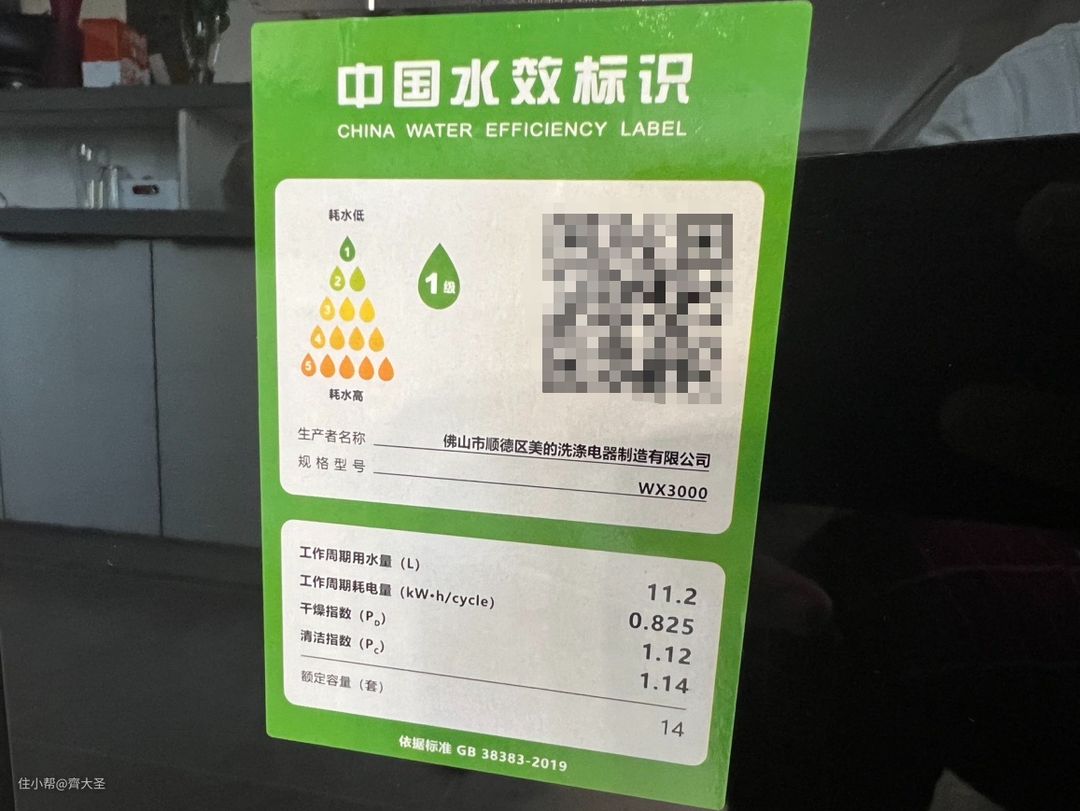 中国水效标识
CHINA WATER EFFICIENCY LABEL
耗水低
1
2
3
4
5
耗水高
1级
生产者名称 佛山市顺德区美的洗涤电器制造有限公司
规格型号 WX3000
工作周期用水量（L） 11.2
工作周期耗电量（kW·h/cycle） 0.825
干燥指数（PD） 1.12
清洁指数（PC） 1.14
额定容量（套） 14
依据标准 GB 38383-2019
住小帮@齊大圣